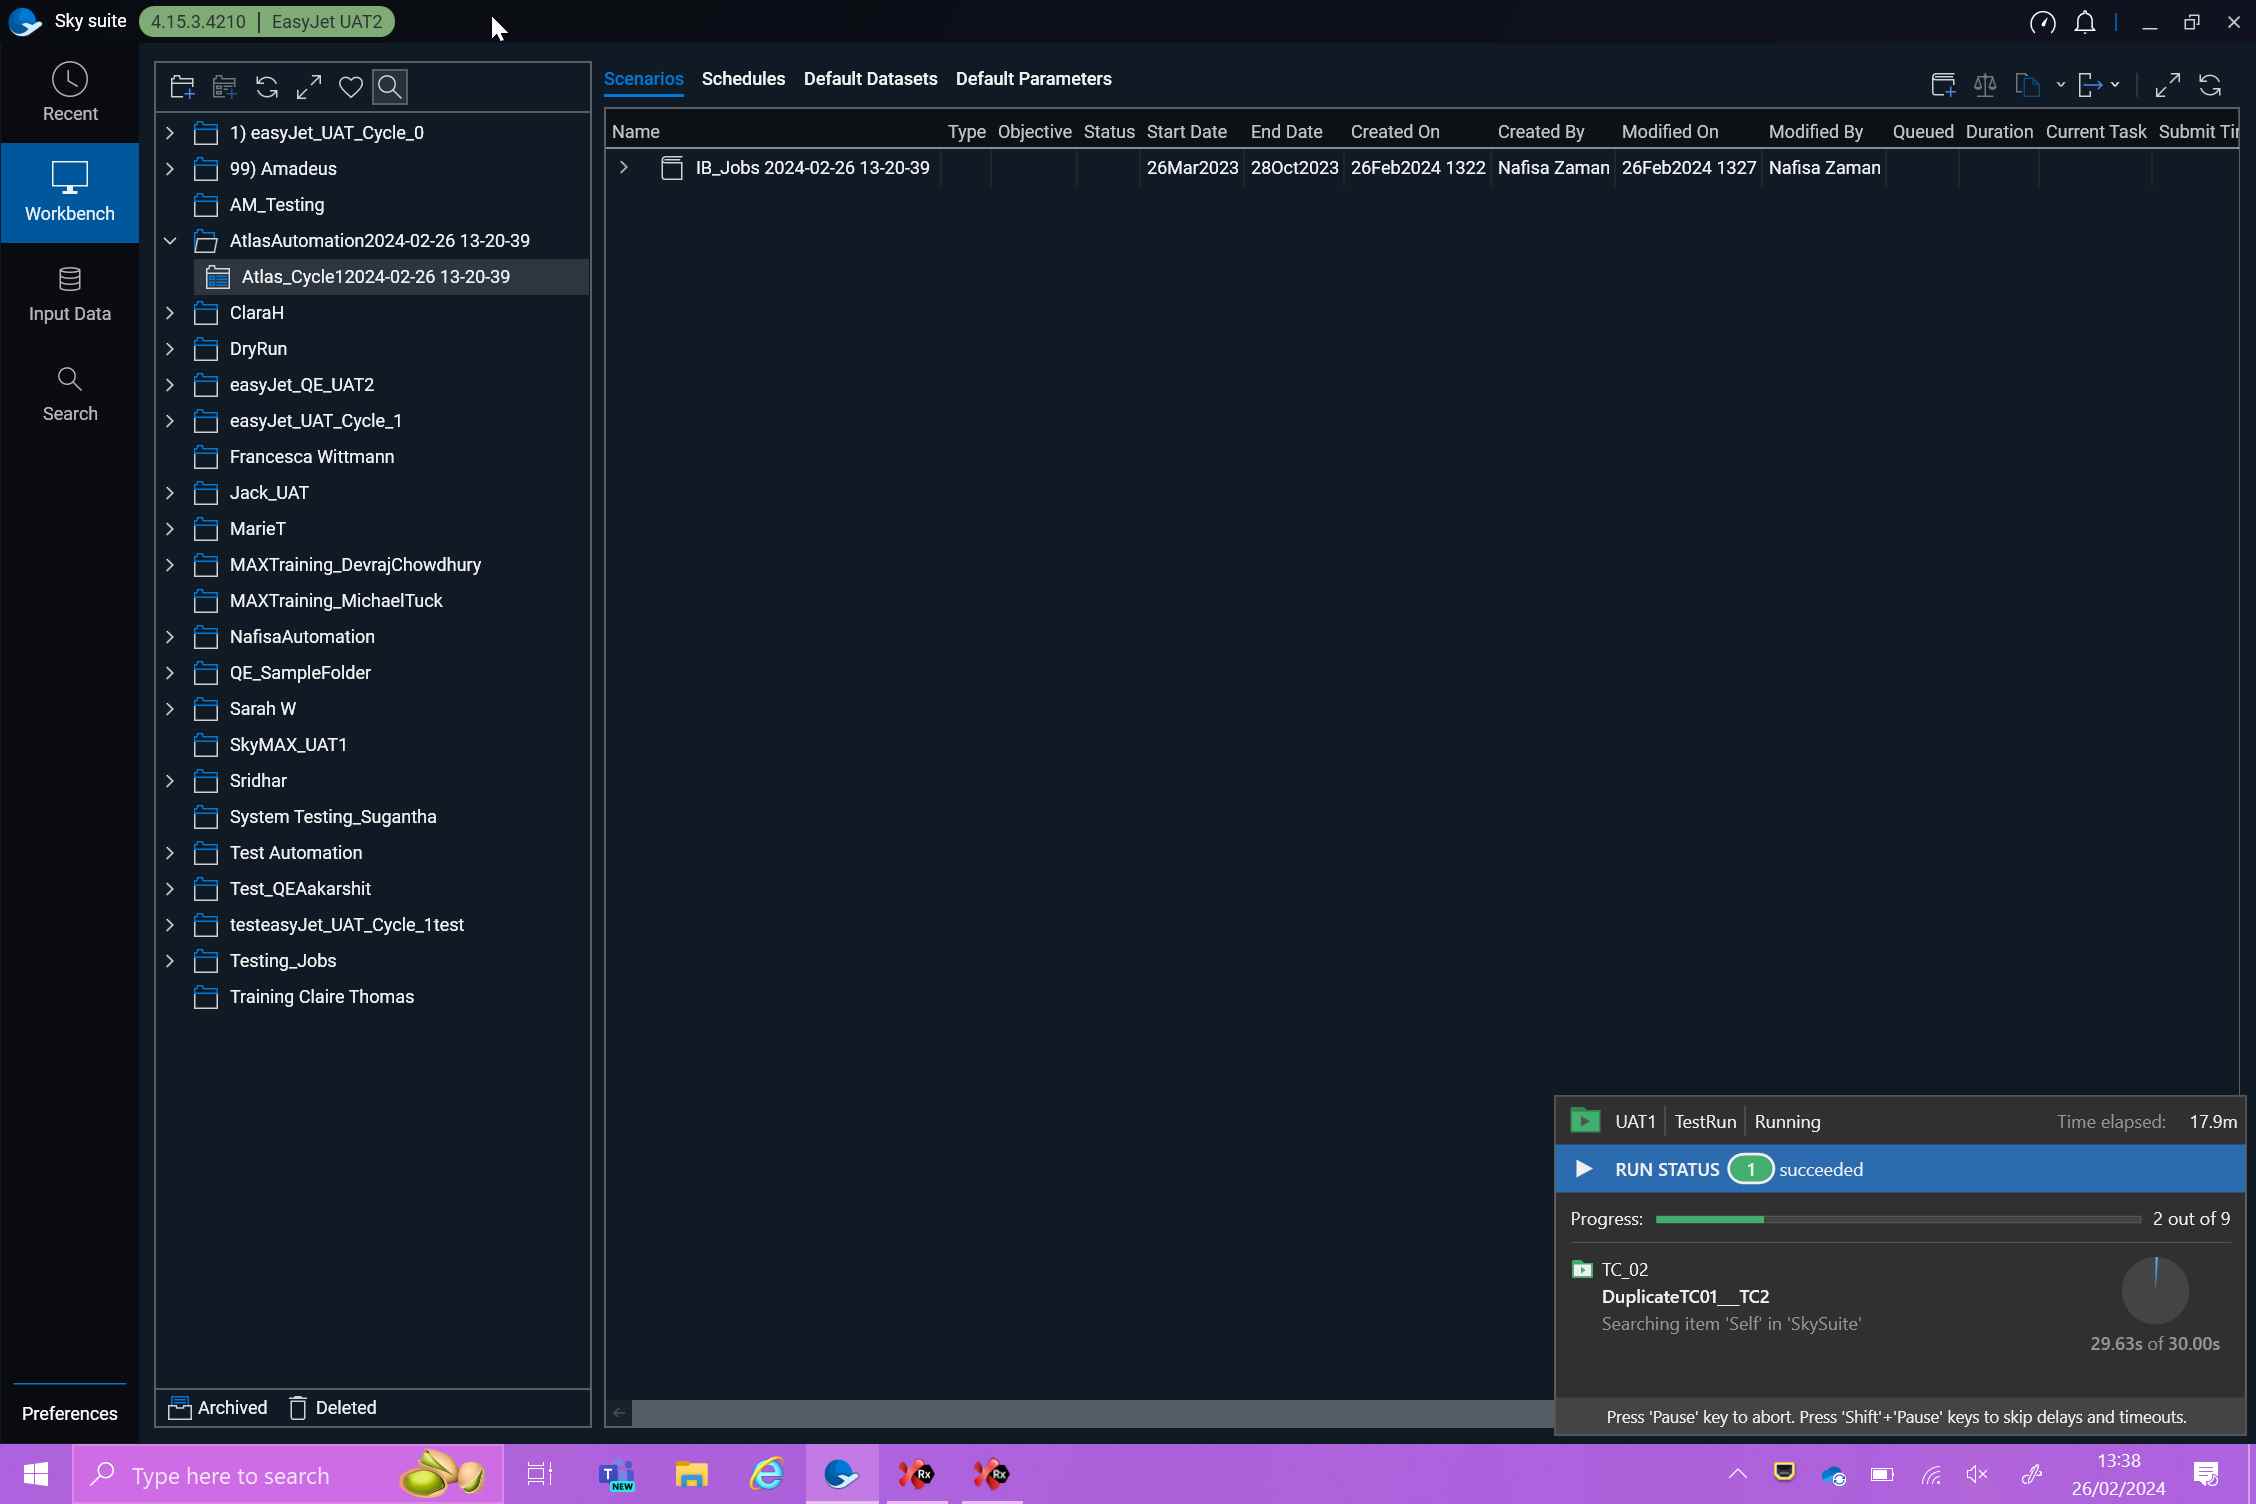 Sky suite 4.15.3.4210 | EasyJet UAT2
Recent
Workbench
Input Data
Search
Preferences
1) easyJet_UAT_Cycle_0
99) Amadeus
AM_Testing
AtlasAutomation2024-02-26 13-20-39
Atlas_Cycle12024-02-26 13-20-39
ClaraH
DryRun
easyJet_QE_UAT2
easyJet_UAT_Cycle_1
Francesca Wittmann
Jack_UAT
MarieT
MAXTraining_DevrajChowdhury
MAXTraining_MichaelTuck
NafisaAutomation
QE_SampleFolder
Sarah W
SkyMAX_UAT1
Sridhar
System Testing_Sugantha
Test Automation
Test_QEAakarshit
testeasyJet_UAT_Cycle_1test
Testing_Jobs
Training Claire Thomas
Archived Deleted
Scenarios Schedules Default Datasets Default Parameters
Name Type Objective Status Start Date End Date Created On Created By Modified On Modified By Queued Duration Current Task Submit Ti
IB_Jobs 2024-02-26 13-20-39 26Mar2023 28Oct2023 26Feb2024 1322 Nafisa Zaman 26Feb2024 1327 Nafisa Zaman
UAT1 | TestRun | Running Time elapsed: 17.9m
RUN STATUS 1 succeeded
Progress: 2 out of 9
TC_02
DuplicateTC01___TC2
Searching item 'Self' in 'SkySuite'
29.63s of 30.00s
Press 'Pause' key to abort. Press 'Shift'+'Pause' keys to skip delays and timeouts.
Type here to search
T NEW
Rx
Rx
13:38
26/02/2024